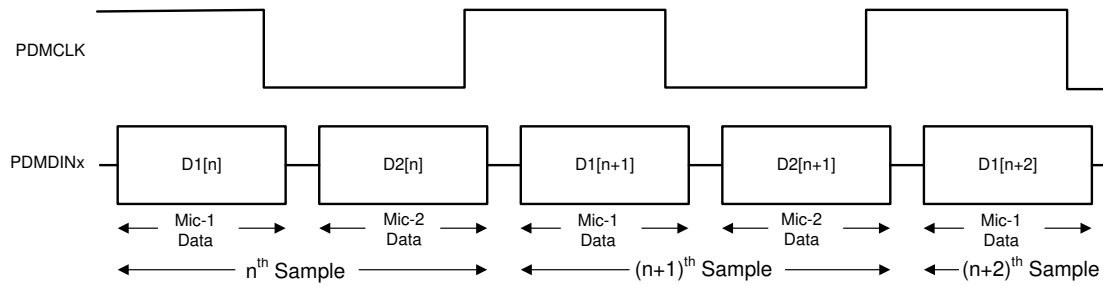 PDMCLK
PDMDINx
D1[n]
D2[n]
D1[n+1]
D2[n+1]
D1[n+2]
Mic-1
Data
Mic-2
Data
Mic-1
Data
Mic-2
Data
Mic-1
Data
nth Sample
(n+1)th Sample
(n+2)th Sample